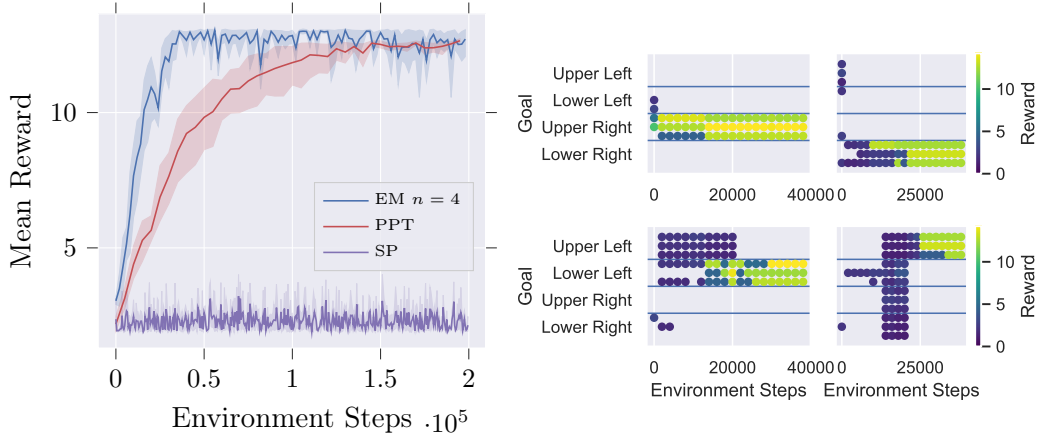 Mean Reward
10
5
EM n = 4
PPT
SP
0
0.5
1
1.5
2
Environment Steps ·10⁵
Goal
Upper Left
Lower Left
Upper Right
Lower Right
0
20000
40000
0
25000
10
5
0
Reward
Goal
Upper Left
Lower Left
Upper Right
Lower Right
0
20000
40000
0
25000
Environment Steps
Environment Steps
10
5
0
Reward